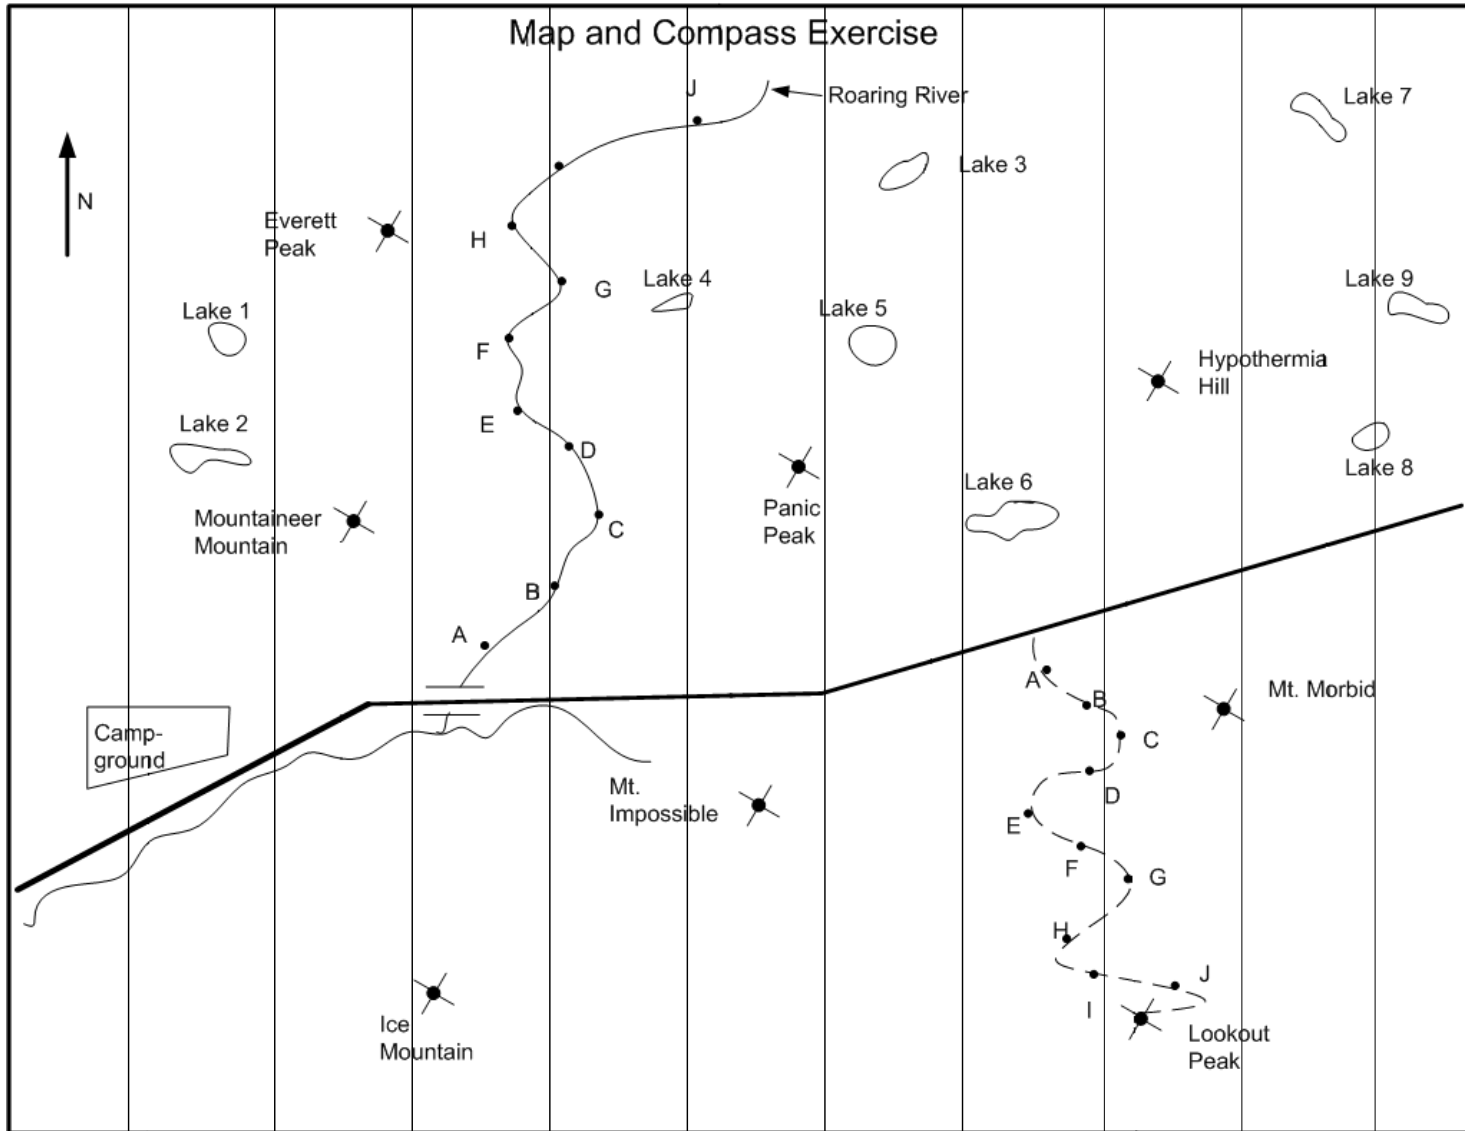 Map and Compass Exercise
J
Roaring River
Lake 7
Lake 3
N
Everett
Peak
H
Lake 4
G
Lake 9
Lake 1
Lake 5
F
Hypothermia
Hill
Lake 2
E
D
Lake 8
Lake 6
Mountaineer
Mountain
Panic
Peak
C
B
A
A
B
Mt. Morbid
C
Camp-
ground
Mt.
Impossible
D
E
F
G
H
J
I
Ice
Mountain
Lookout
Peak